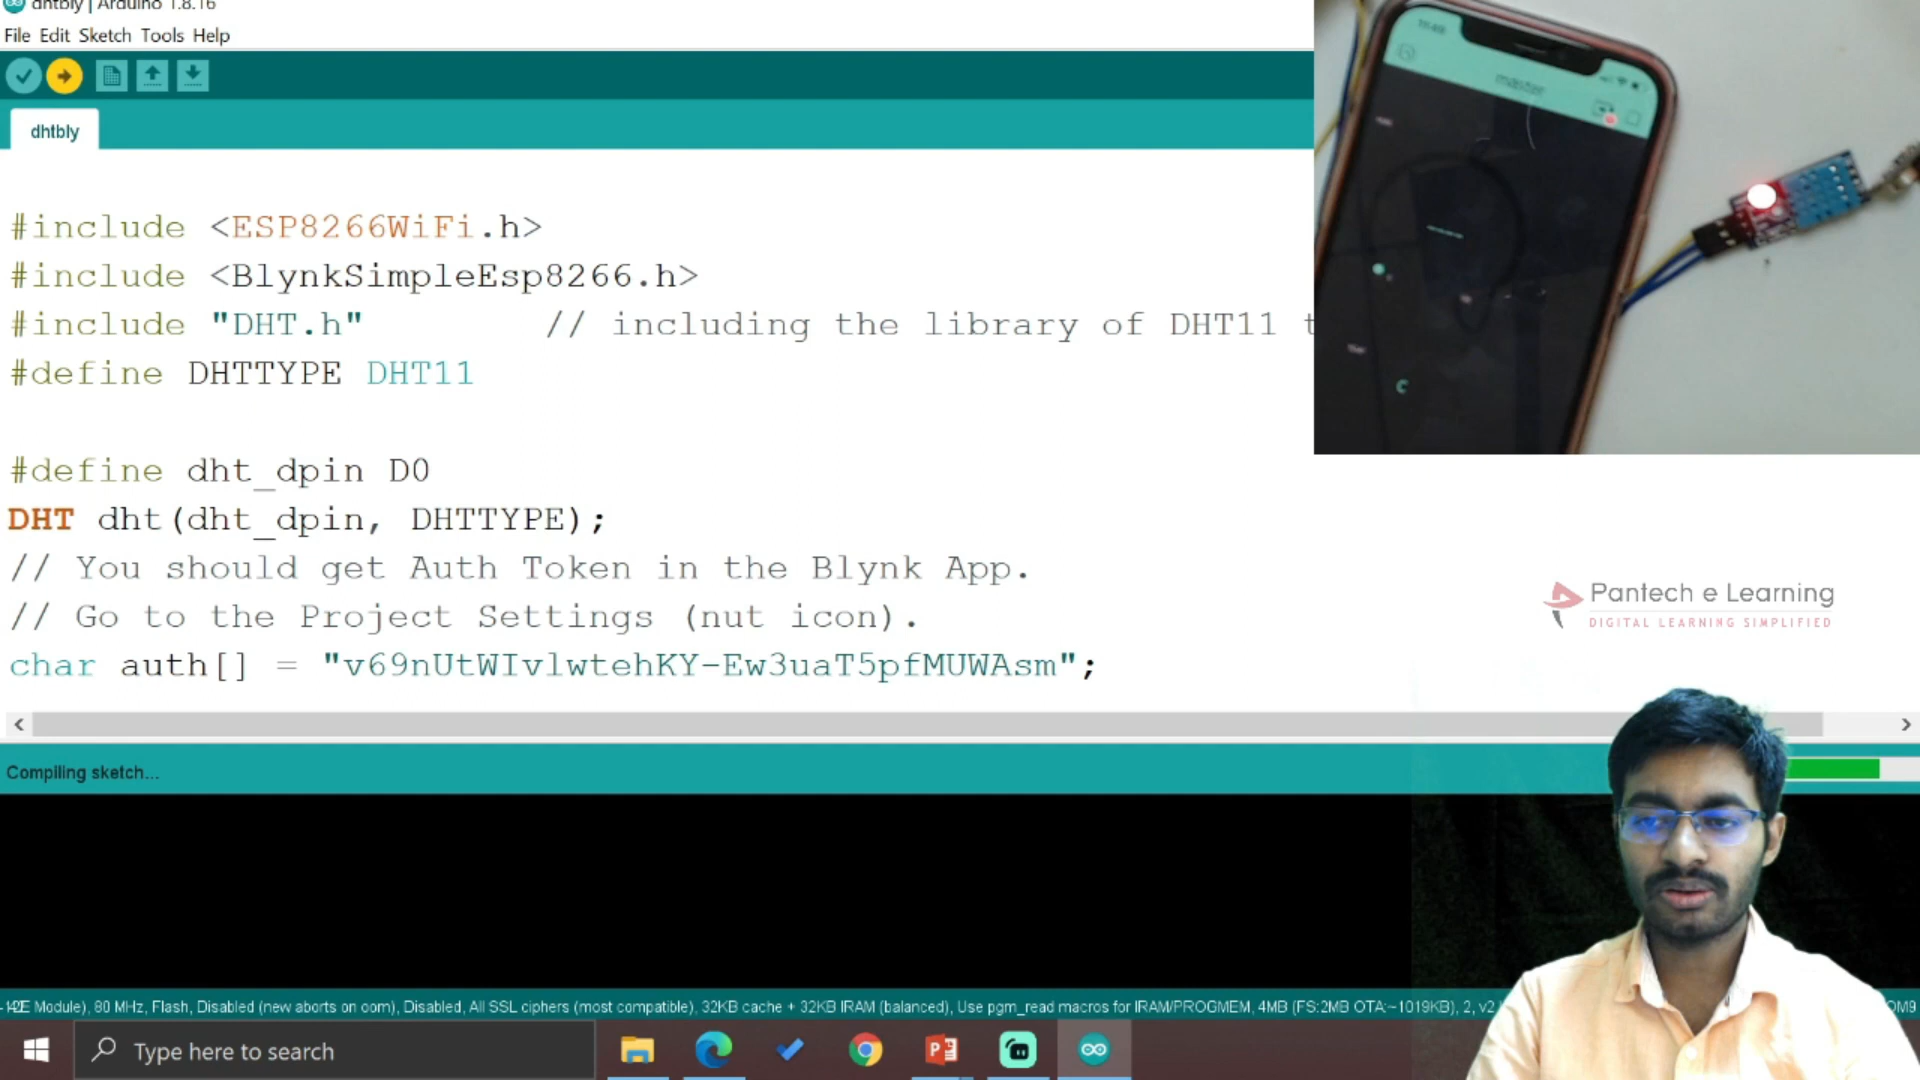 dhtbly | Arduino 1.8.16
File Edit Sketch Tools Help
dhtbly
#include <ESP8266WiFi.h>
#include <BlynkSimpleEsp8266.h>
#include "DHT.h" // including the library of DHT11 t
#define DHTTYPE DHT11
#define dht_dpin D0
DHT dht(dht_dpin, DHTTYPE);
// You should get Auth Token in the Blynk App.
// Go to the Project Settings (nut icon).
char auth[] = "v69nUtWIvlwtehKY-Ew3uaT5pfMUWAsm";
Compiling sketch...
Module), 80 MHz, Flash, Disabled (new aborts on oom), Disabled, All SSL ciphers (most compatible), 32KB cache + 32KB IRAM (balanced), Use pgm_read macros for IRAM/PROGMEM, 4MB (FS:2MB OTA:~1019KB), 2, v2
OM9
Type here to search
master
Pantech e Learning
DIGITAL LEARNING SIMPLIFIED